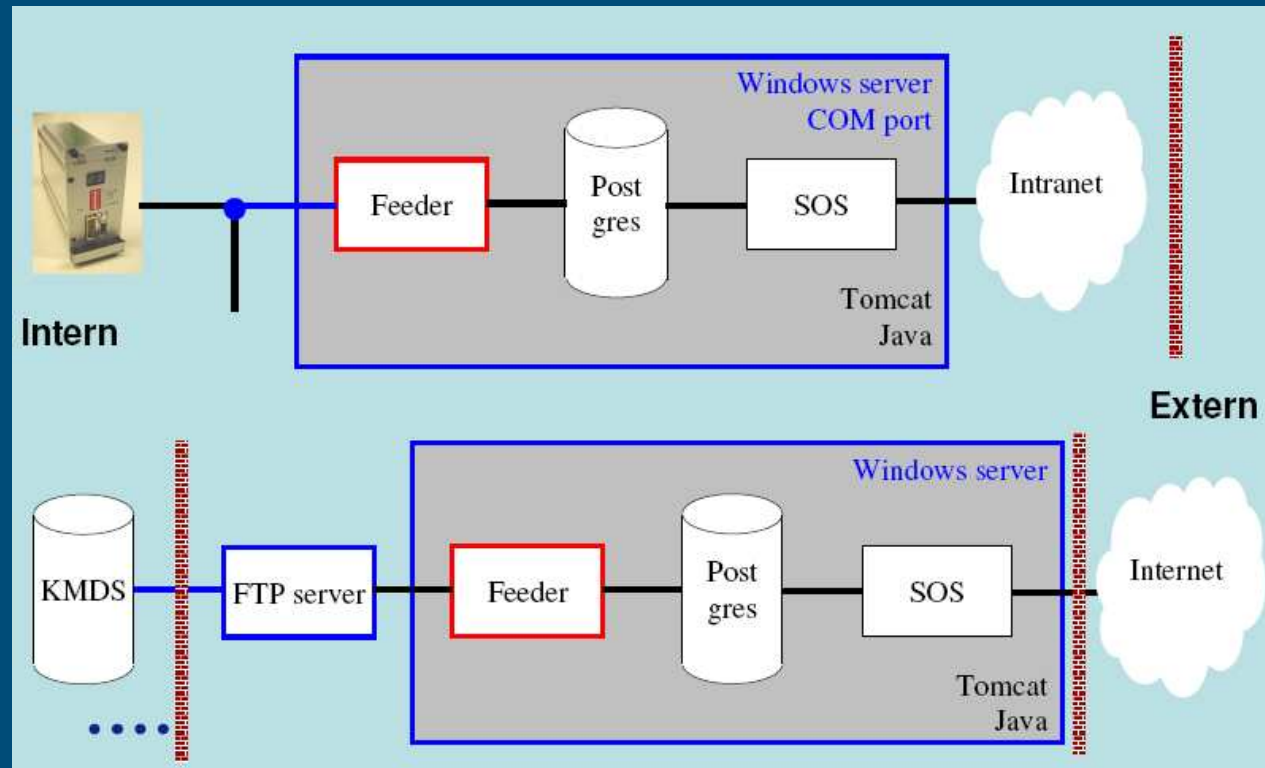 Windows server
COM port
Feeder
Post
gres
SOS
Intranet
Tomcat
Java
Intern
Extern
Windows server
KMDS
FTP server
Feeder
Post
gres
SOS
Internet
Tomcat
Java